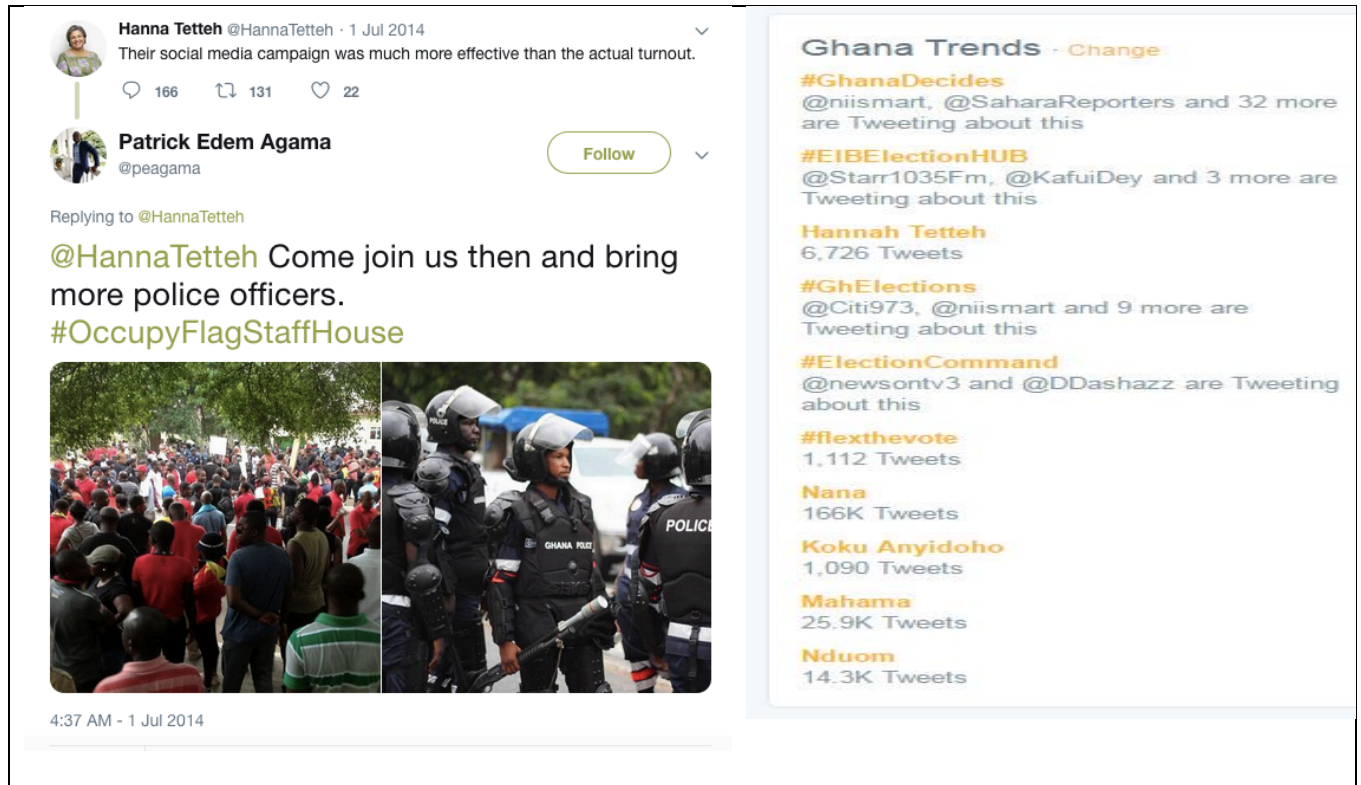 Hanna Tetteh @HannaTetteh · 1 Jul 2014
Their social media campaign was much more effective than the actual turnout.
166 131 22
Patrick Edem Agama
@peagama
Follow
Replying to @HannaTetteh
@HannaTetteh Come join us then and bring
more police officers.
#OccupyFlagStaffHouse
POLICE
GHANA POLICE
POLICE
4:37 AM - 1 Jul 2014
Ghana Trends · Change
#GhanaDecides
@niismart, @SaharaReporters and 32 more
are Tweeting about this
#EIBElectionHUB
@Starr1035Fm, @KafuiDey and 3 more are
Tweeting about this
Hannah Tetteh
6,726 Tweets
#GhElections
@Citi973, @niismart and 9 more are
Tweeting about this
#ElectionCommand
@newsontv3 and @DDashazz are Tweeting
about this
#flexthevote
1,112 Tweets
Nana
166K Tweets
Koku Anyidoho
1,090 Tweets
Mahama
25.9K Tweets
Nduom
14.3K Tweets